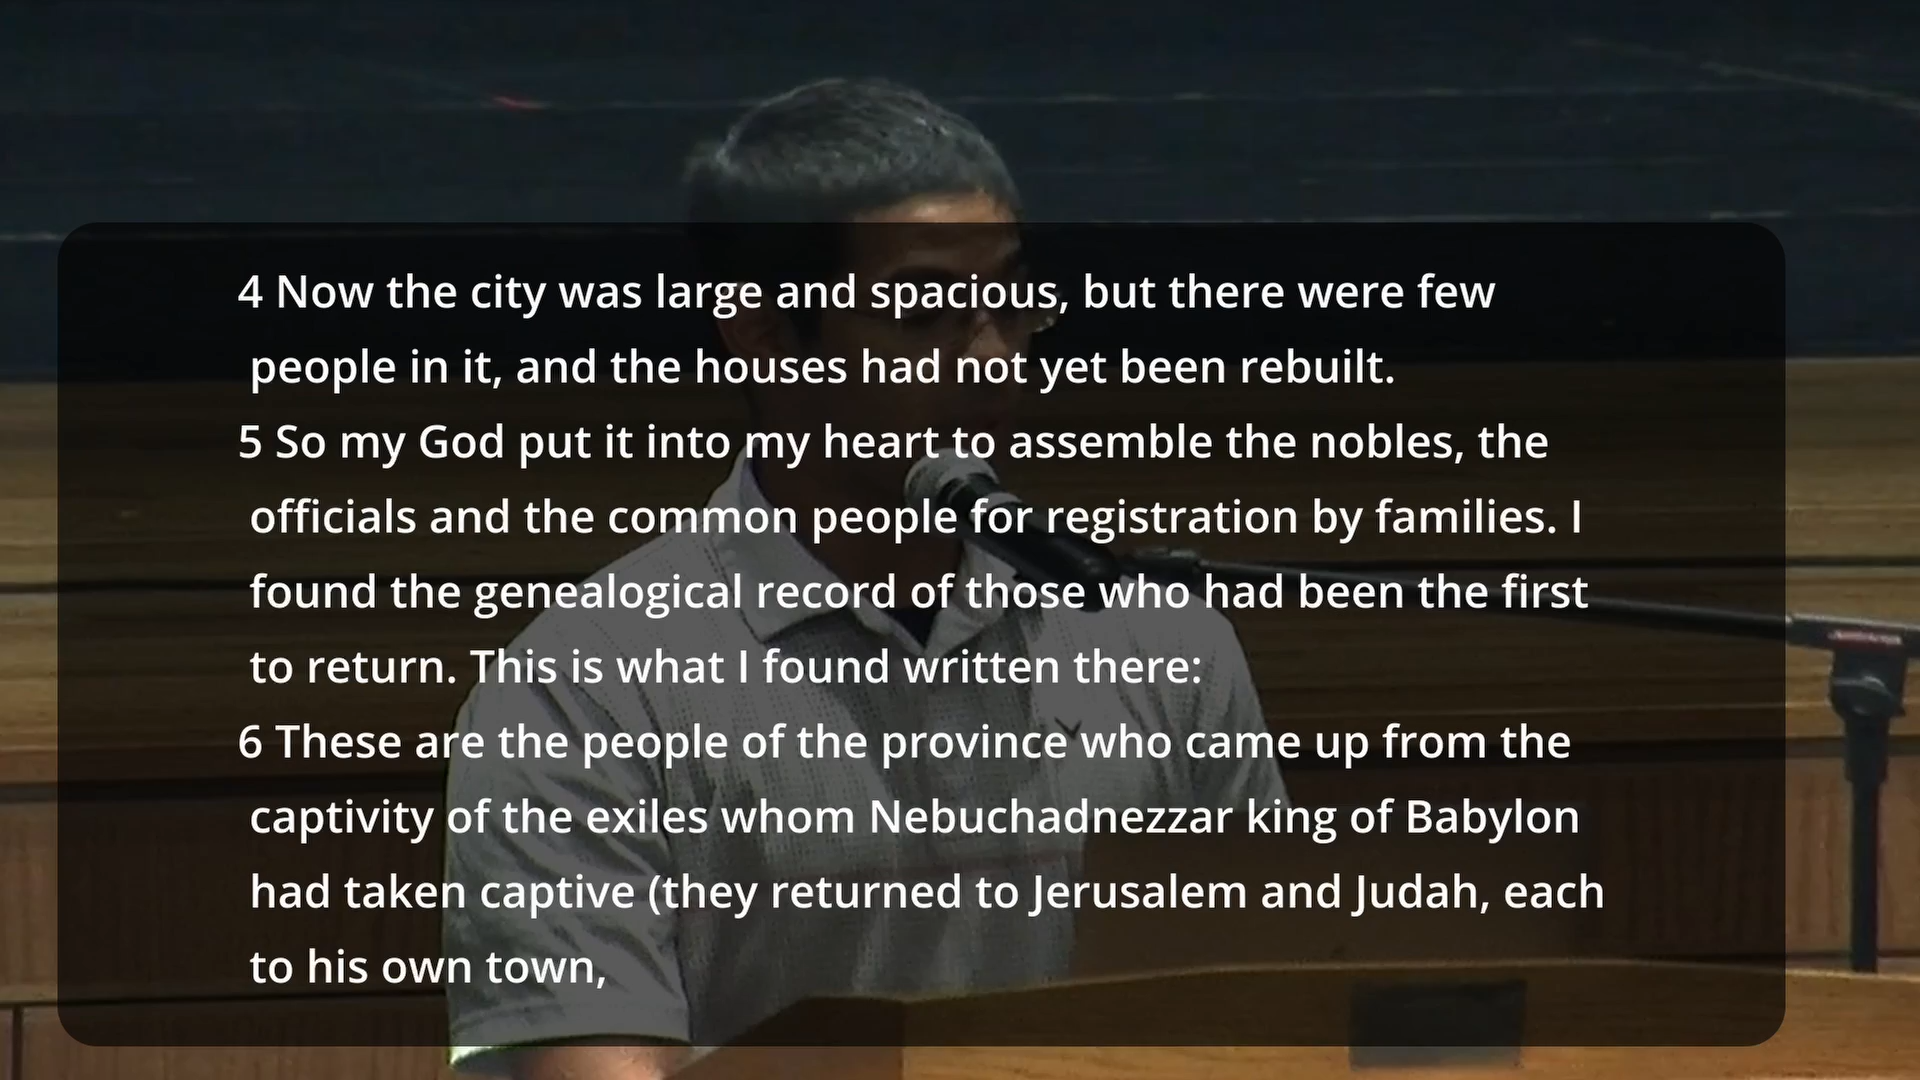 4 Now the city was large and spacious, but there were few
people in it, and the houses had not yet been rebuilt.
5 So my God put it into my heart to assemble the nobles, the
officials and the common people for registration by families. I
found the genealogical record of those who had been the first
to return. This is what I found written there:
6 These are the people of the province who came up from the
captivity of the exiles whom Nebuchadnezzar king of Babylon
had taken captive (they returned to Jerusalem and Judah, each
to his own town,